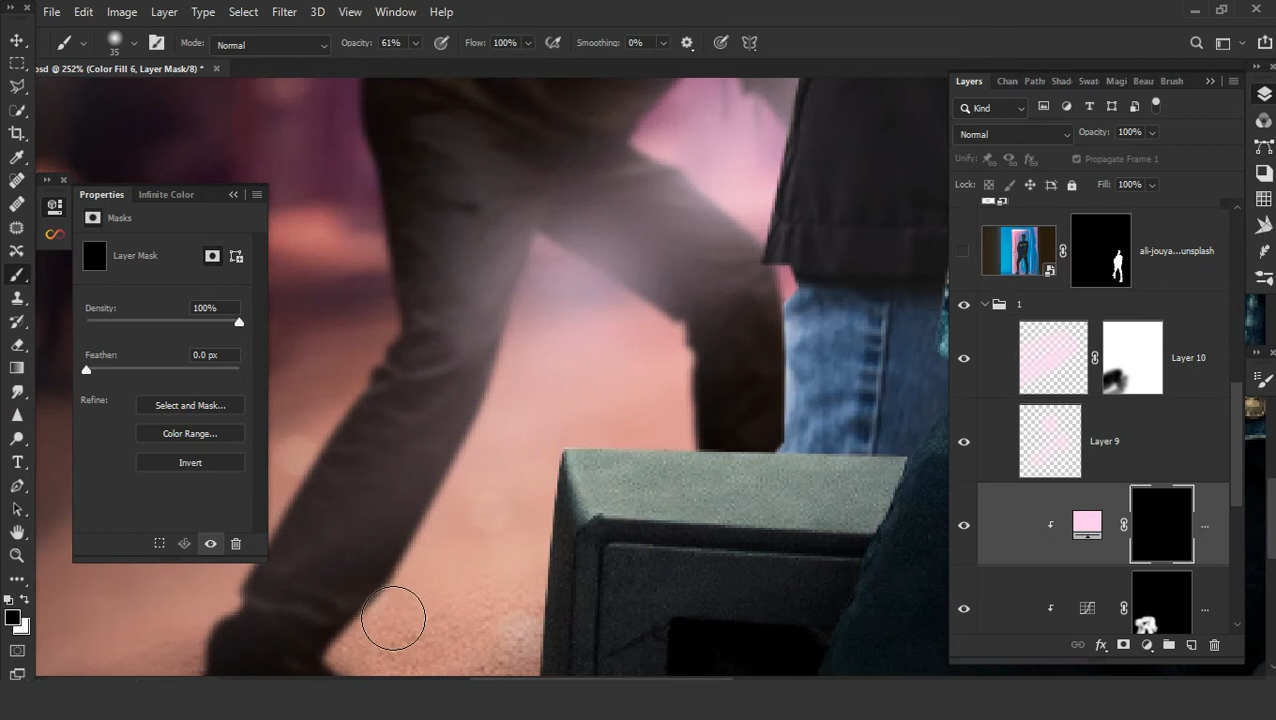 File Edit Image Layer Type Select Filter 3D View Window Help
35 Mode: Normal Opacity: 61% Flow: 100% Smoothing: 0%
osd @ 252% (Color Fill 6, Layer Mask/8) *
Layers Chan Path: Shad Swat Magi Beau Brush
Kind
Normal Opacity: 100%
Unify: Propagate Frame 1
Lock: Fill: 100%
Properties Infinite Color
Masks
Layer Mask
Density: 100%
Feather: 0.0 px
Refine: Select and Mask...
Color Range...
Invert
ali-jouya...unsplash
1
Layer 10
Layer 9
...
...